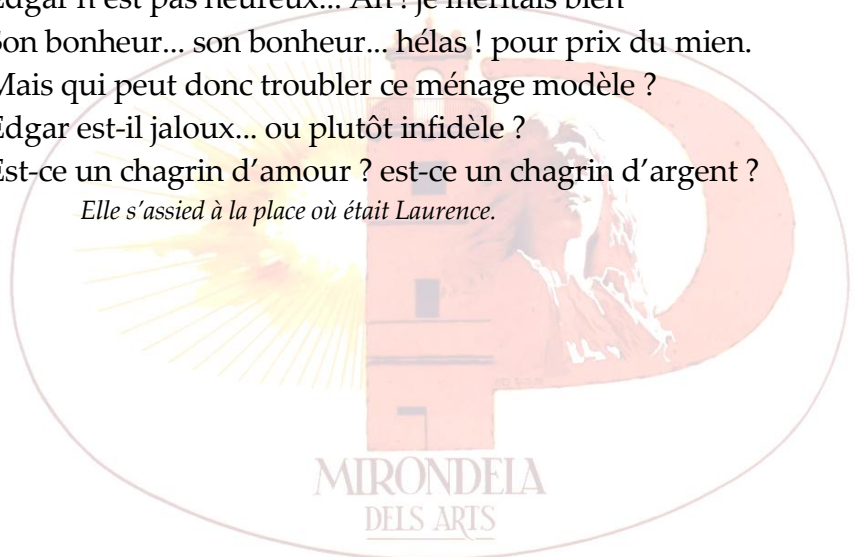 Edgar n'est pas heureux... Ah ! je méritais bien
Son bonheur... son bonheur... hélas ! pour prix du mien.
Mais qui peut donc troubler ce ménage modèle ?
Edgar est-il jaloux... ou plutôt infidèle ?
Est-ce un chagrin d'amour ? est-ce un chagrin d'argent ?
Elle s'assied à la place où était Laurence.
MIRONDELA
DELS ARTS